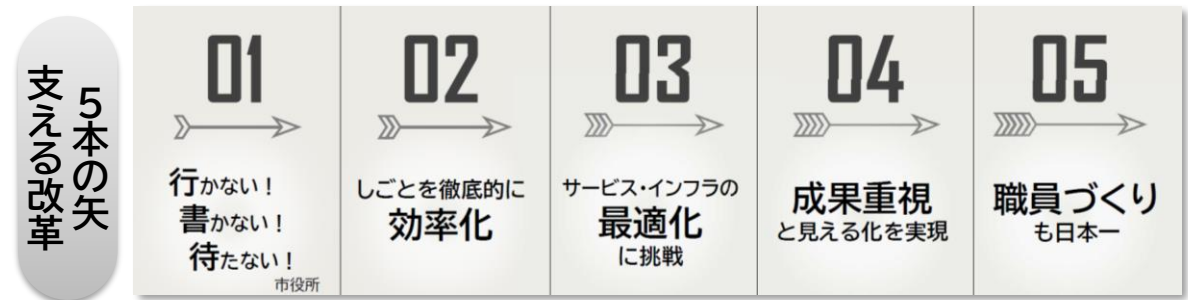 5本の矢
支える改革
01
行かない!
書かない!
待たない!
市役所
02
しごとを徹底的に
効率化
03
サービス・インフラの
最適化
に挑戦
04
成果重視
と見える化を実現
05
職員づくり
も日本一